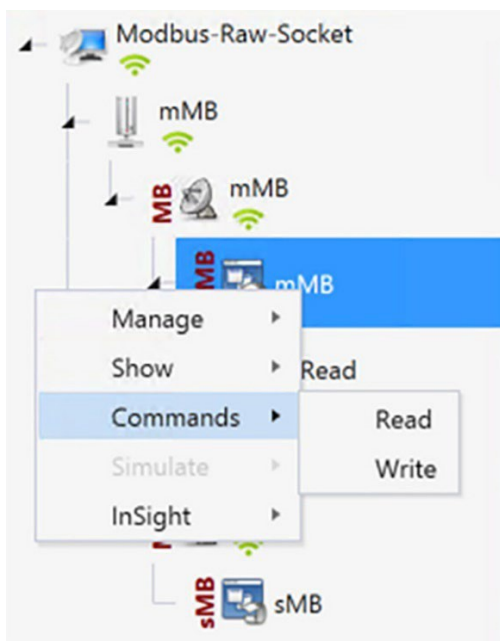 Modbus-Raw-Socket
mMB
MB mMB
MB mMB
Manage
Show
Read
Commands
Read
Simulate
Write
InSight
sMB sMB